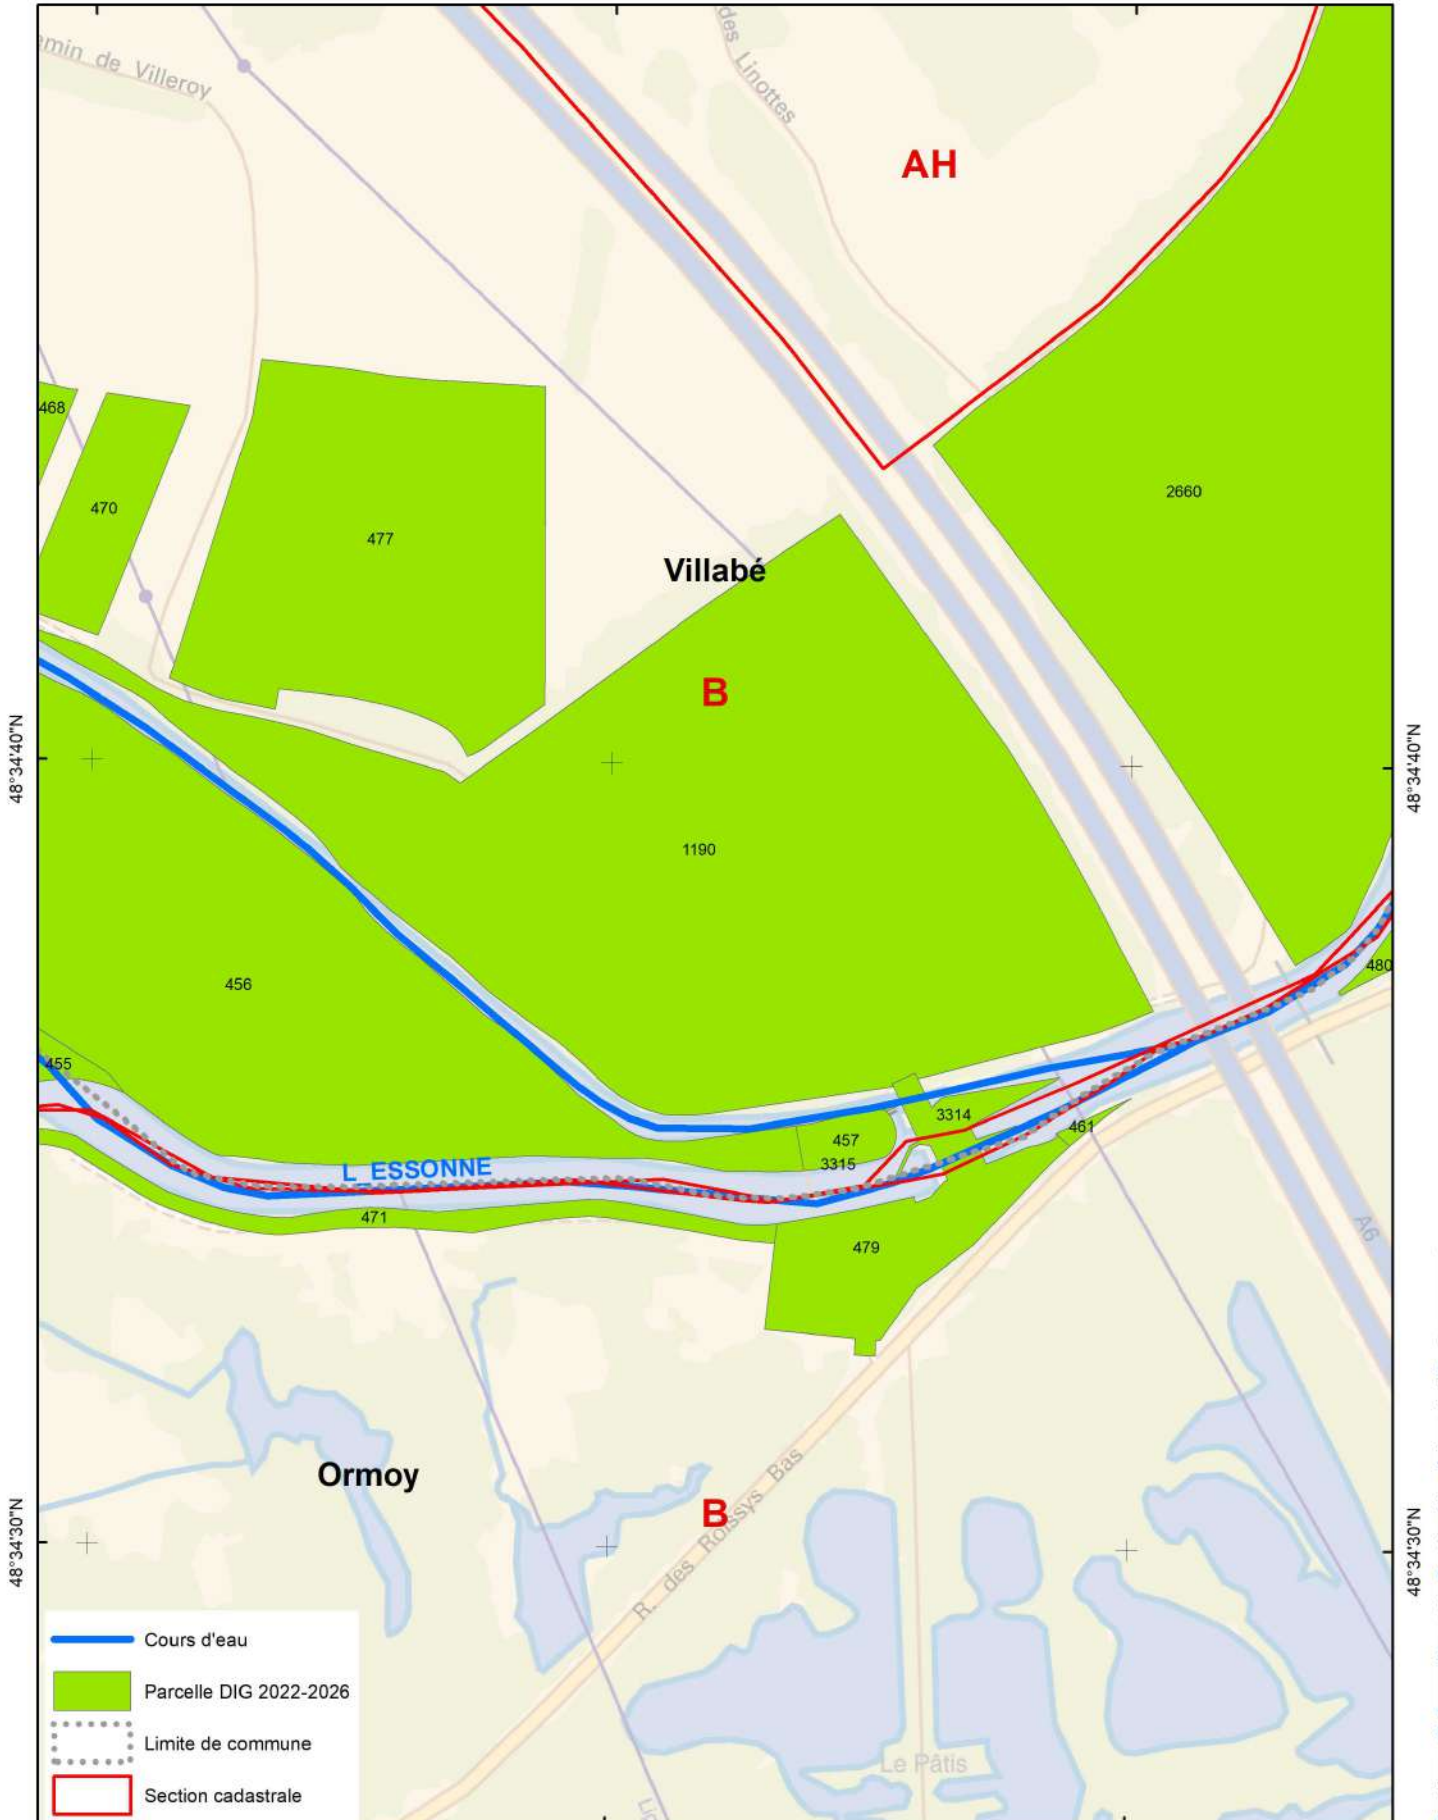 emin de Villeroy
des Linottes
AH
468
470
477
2660
Villabé
B
48°34'40"N
48°34'40"N
1190
456
480
455
3314
461
457
3315
L_ESSONNE
471
479
A6
Ormoy
B
R. des Roissys Bas
48°34'30"N
48°34'30"N
Le Pâtis
Cours d'eau
Parcelle DIG 2022-2026
Limite de commune
Section cadastrale